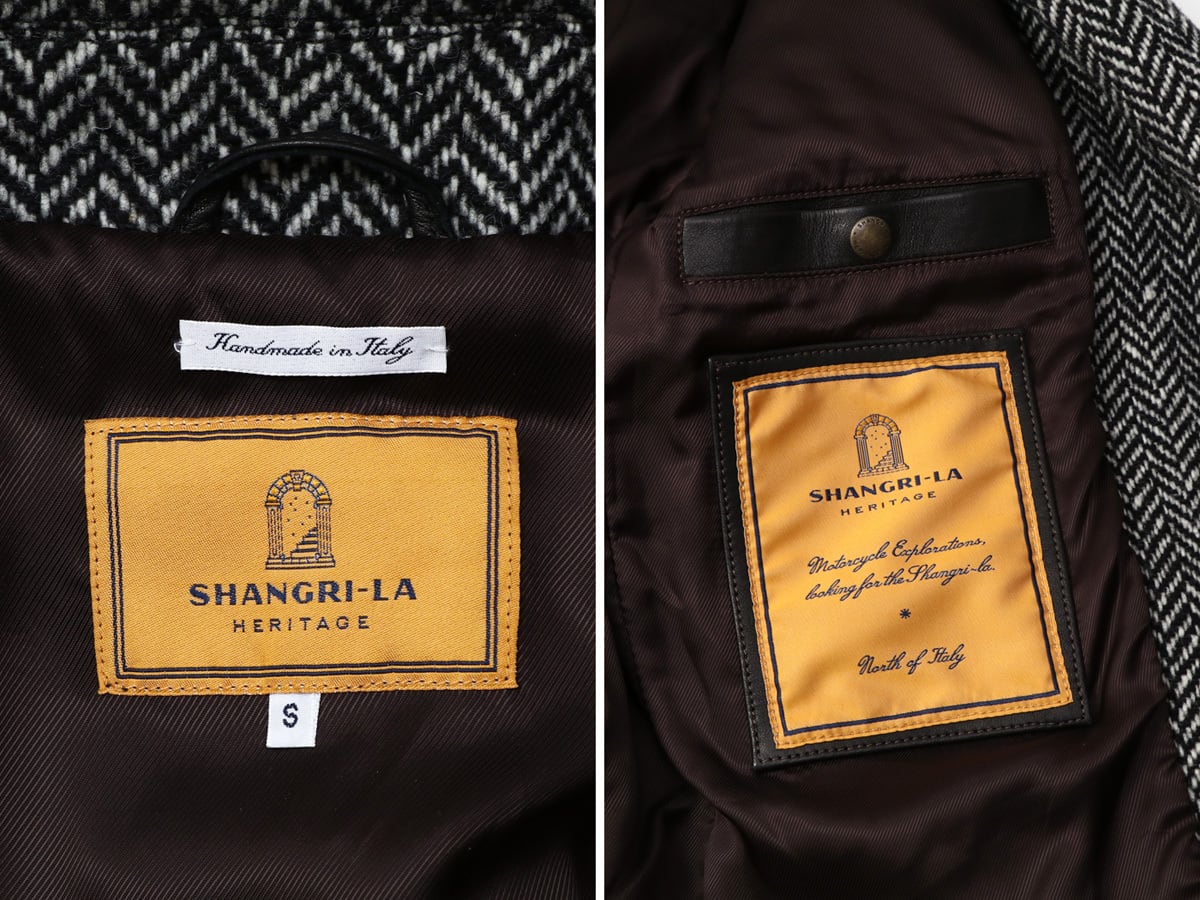 Handmade in Italy
SHANGRI-LA
HERITAGE
S
SHANGRI-LA
HERITAGE
Motorcycle Explorations,
looking for the Shangri-la.
*
North of Italy